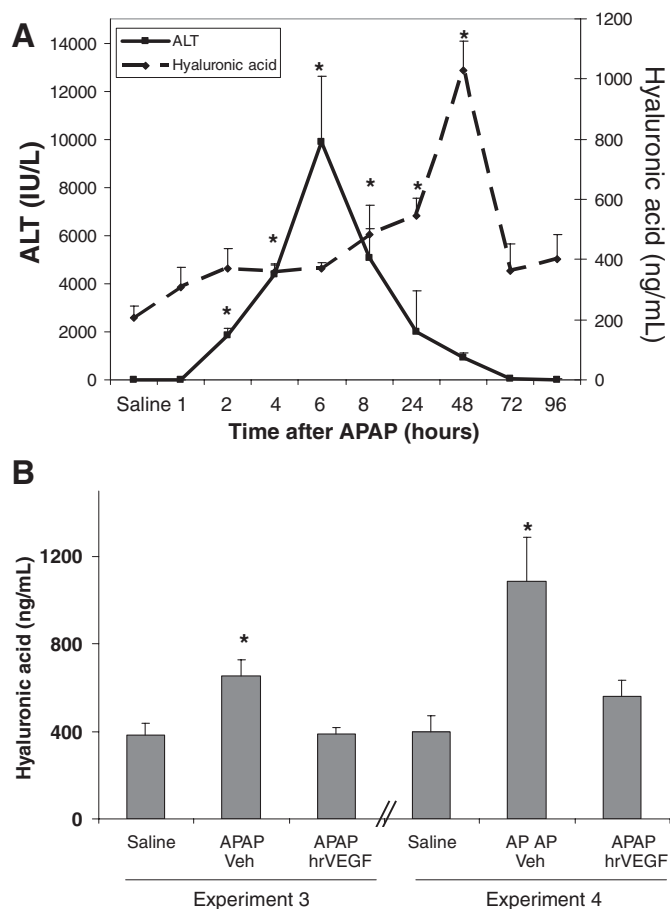 A
ALT (IU/L)
14000
12000
10000
8000
6000
4000
2000
0
ALT
Hyaluronic acid
*
*
*
*
*
*
1200
1000
800
600
400
200
0
Hyaluronic acid
(ng/mL)
Saline 1 2 4 6 8 24 48 72 96
Time after APAP (hours)
B
Hyaluronic acid (ng/mL)
1200
800
400
0
*
*
Saline APAP APAP // Saline AP AP APAP
Veh hrVEGF Veh hrVEGF
Experiment 3 Experiment 4